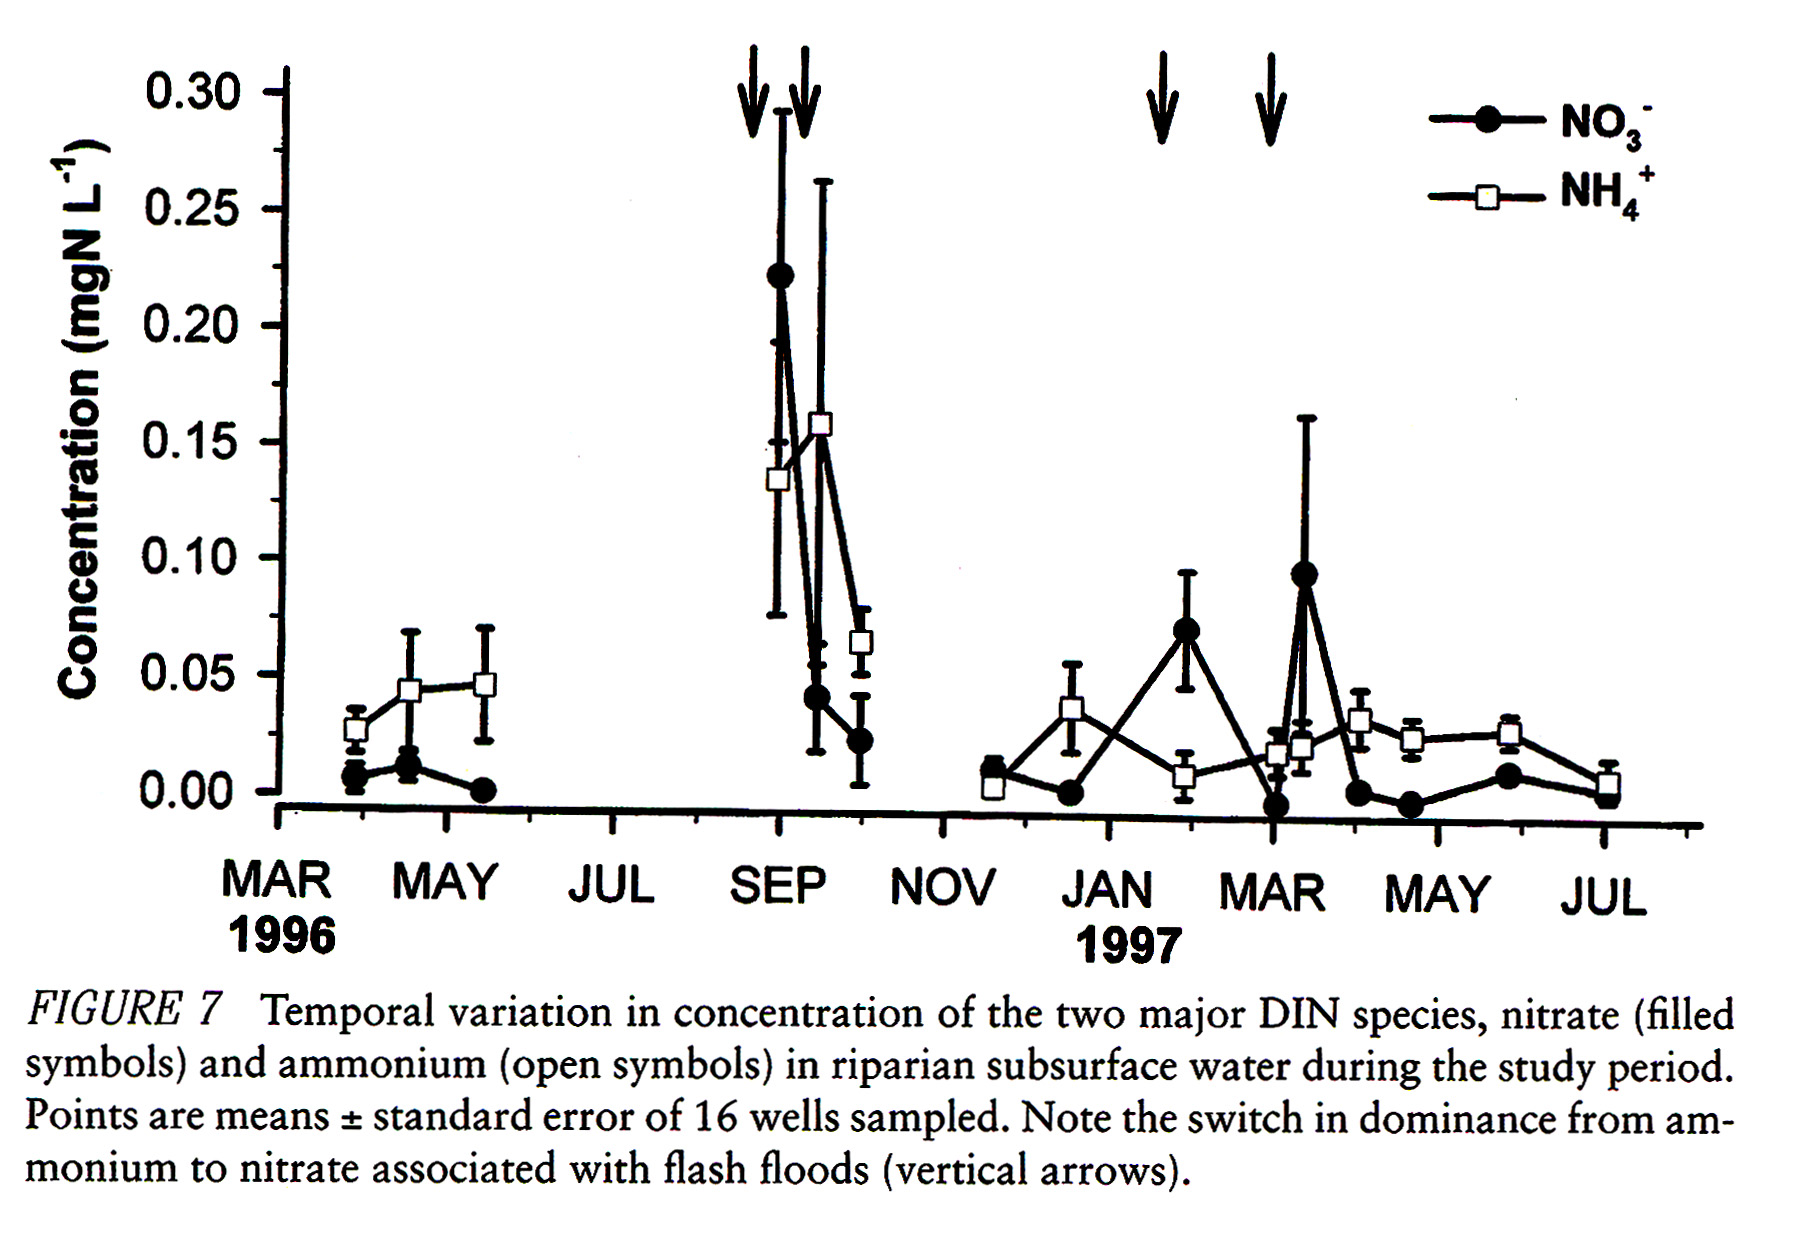 0.30
0.25
0.20
0.15
0.10
0.05
0.00
Concentration (mgN L⁻¹)
NO₃⁻
NH₄⁺
MAR MAY JUL SEP NOV JAN MAR MAY JUL
1996 1997
FIGURE 7 Temporal variation in concentration of the two major DIN species, nitrate (filled
symbols) and ammonium (open symbols) in riparian subsurface water during the study period.
Points are means ± standard error of 16 wells sampled. Note the switch in dominance from am-
monium to nitrate associated with flash floods (vertical arrows).